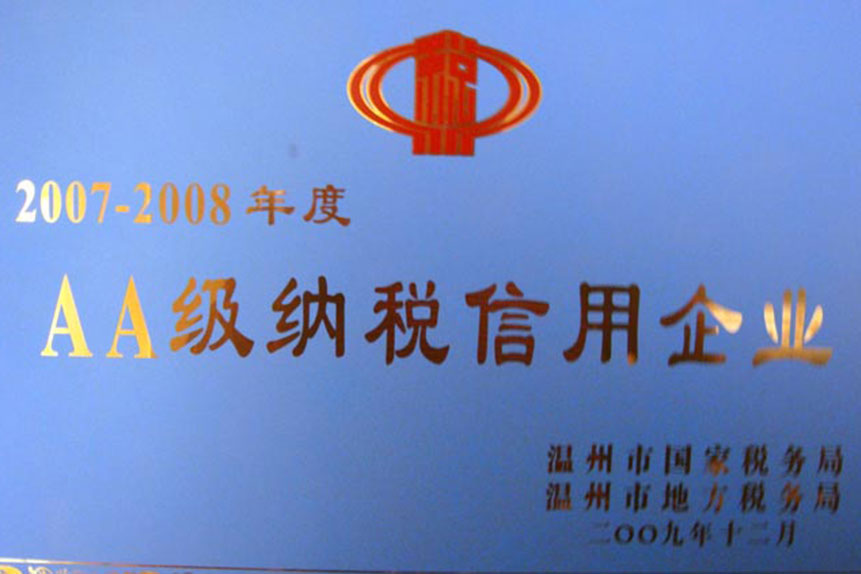 2007-2008年度
AA级纳税信用企业
温州市国家税务局
温州市地方税务局
二〇〇九年十二月